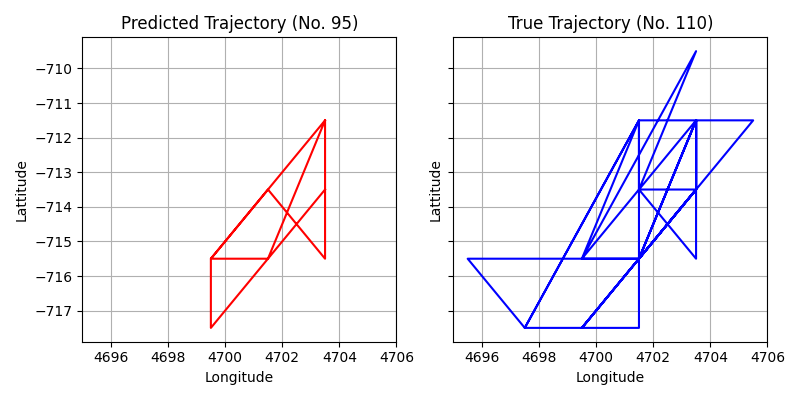 Predicted Trajectory (No. 95)
True Trajectory (No. 110)
−710
−711
−712
−713
−714
−715
−716
−717
Lattitude
Lattitude
4696 4698 4700 4702 4704 4706
4696 4698 4700 4702 4704 4706
Longitude
Longitude